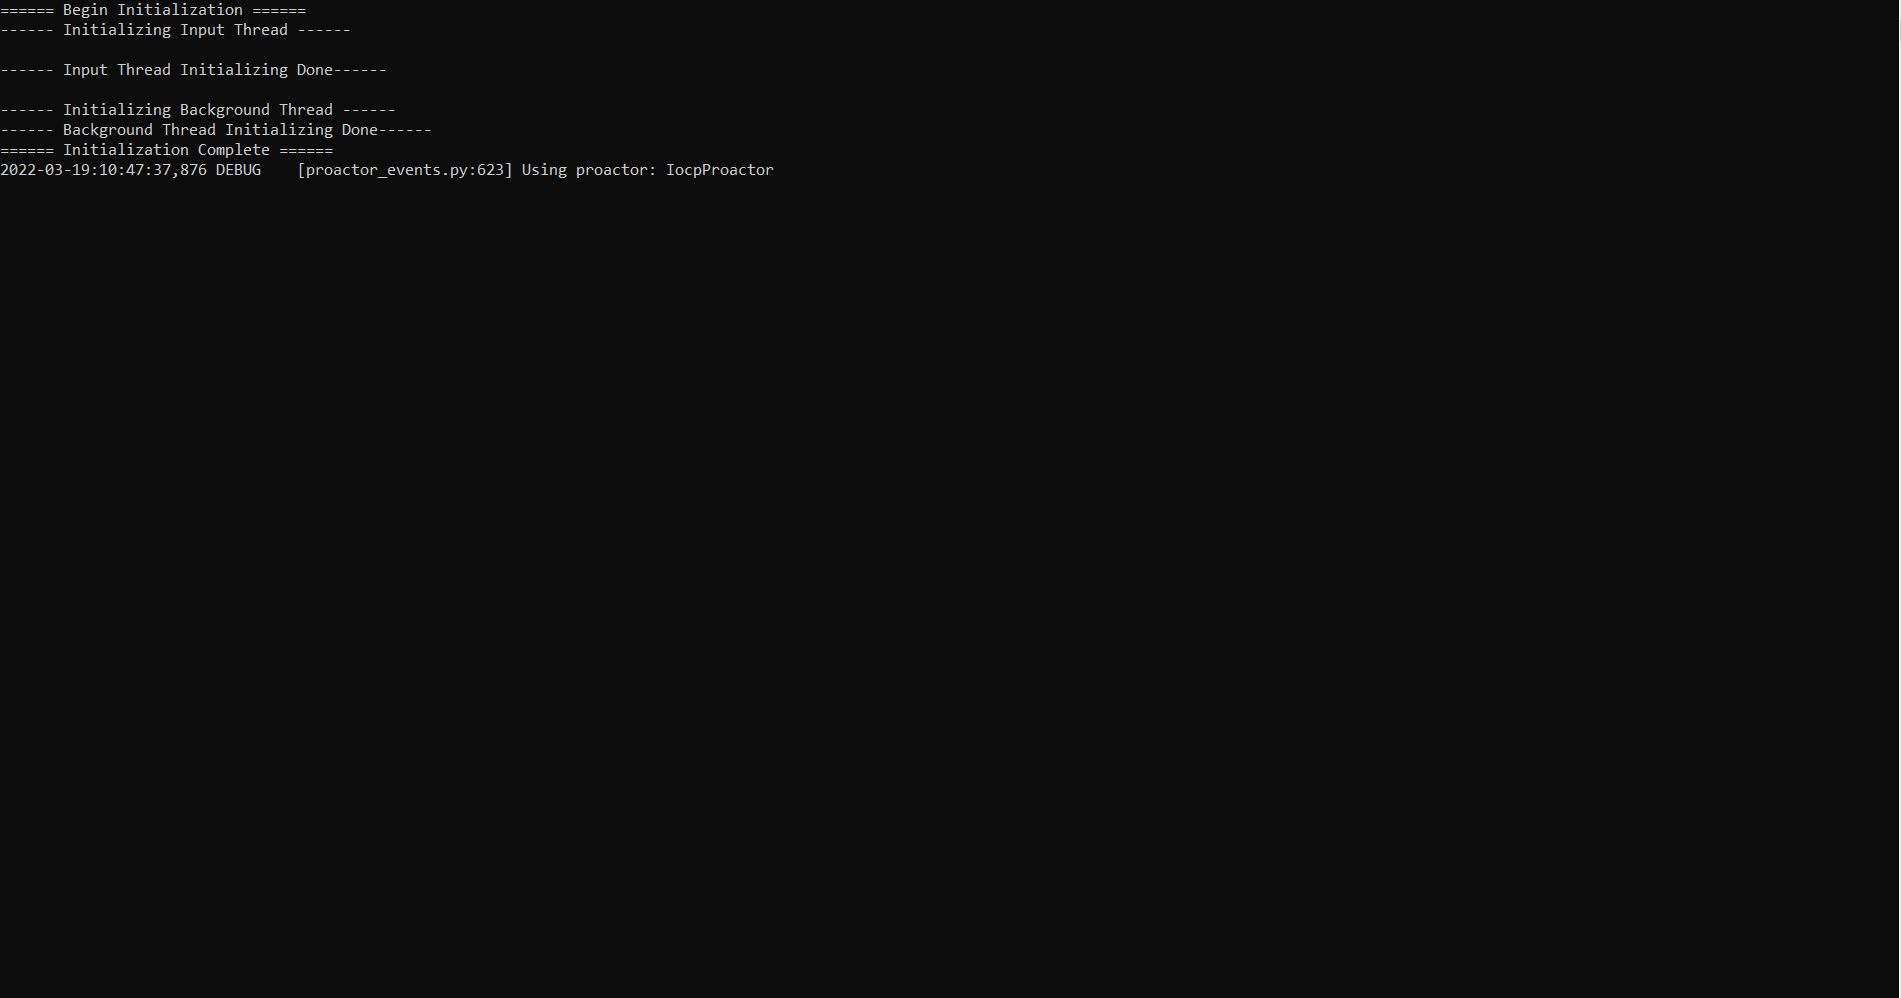 ====== Begin Initialization ======
------ Initializing Input Thread ------
------ Input Thread Initializing Done------
------ Initializing Background Thread ------
------ Background Thread Initializing Done------
====== Initialization Complete ======
2022-03-19:10:47:37,876 DEBUG    [proactor_events.py:623] Using proactor: IocpProactor